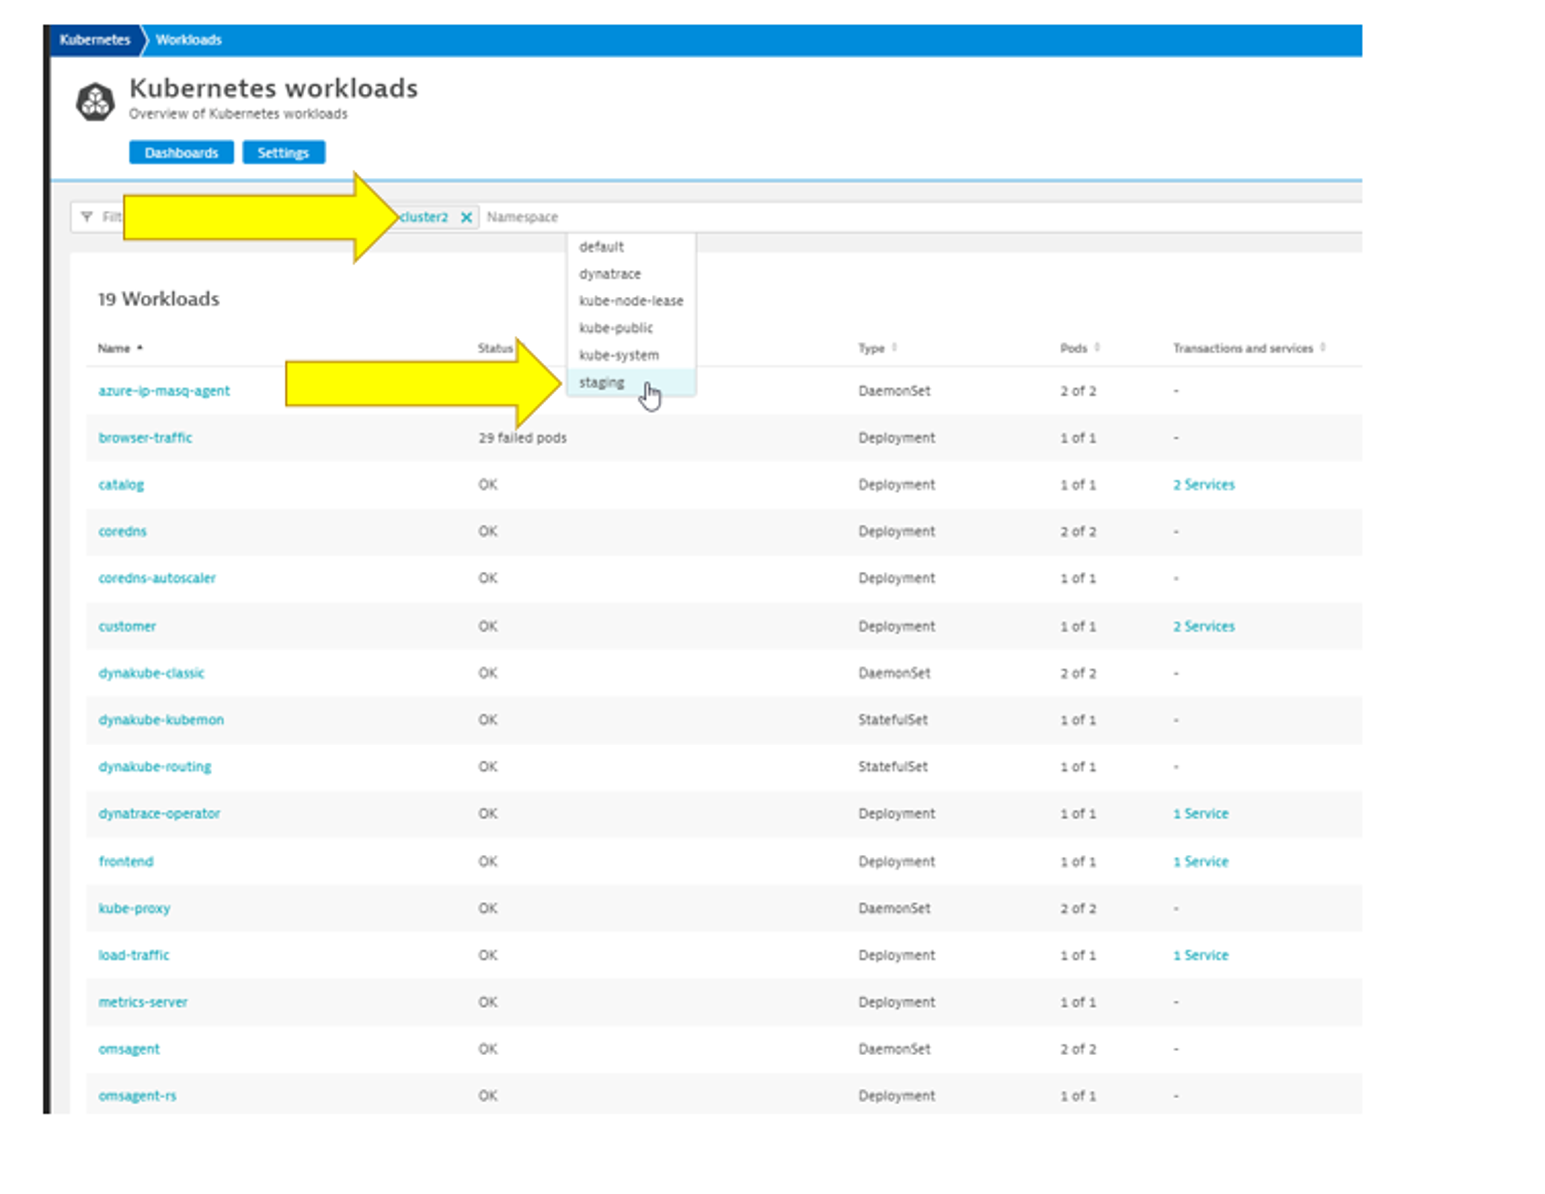 Kubernetes Workloads
Kubernetes workloads
Overview of Kubernetes workloads
Dashboards Settings
cluster2 Namespace
default
dynatrace
kube-node-lease
kube-public
kube-system
staging
19 Workloads
Name Status Type Pods Transactions and services
azure-ip-masq-agent DaemonSet 2 of 2 -
browser-traffic 29 failed pods Deployment 1 of 1 -
catalog OK Deployment 1 of 1 2 Services
coredns OK Deployment 2 of 2 -
coredns-autoscaler OK Deployment 1 of 1 -
customer OK Deployment 1 of 1 2 Services
dynakube-classic OK DaemonSet 2 of 2 -
dynakube-kubemon OK StatefulSet 1 of 1 -
dynakube-routing OK StatefulSet 1 of 1 -
dynatrace-operator OK Deployment 1 of 1 1 Service
frontend OK Deployment 1 of 1 1 Service
kube-proxy OK DaemonSet 2 of 2 -
load-traffic OK Deployment 1 of 1 1 Service
metrics-server OK Deployment 1 of 1 -
omsagent OK DaemonSet 2 of 2 -
omsagent-rs OK Deployment 1 of 1 -